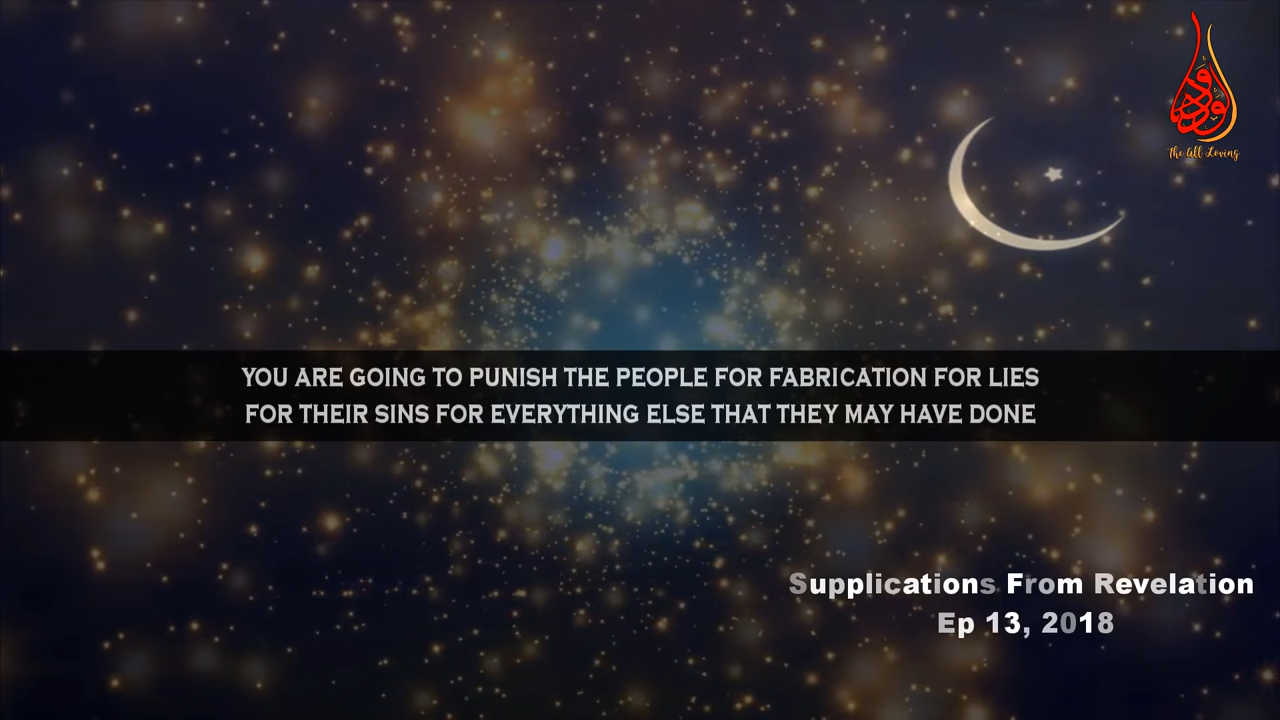 الودود
The All Loving
YOU ARE GOING TO PUNISH THE PEOPLE FOR FABRICATION FOR LIES
FOR THEIR SINS FOR EVERYTHING ELSE THAT THEY MAY HAVE DONE
Supplications From Revelation
Ep 13, 2018